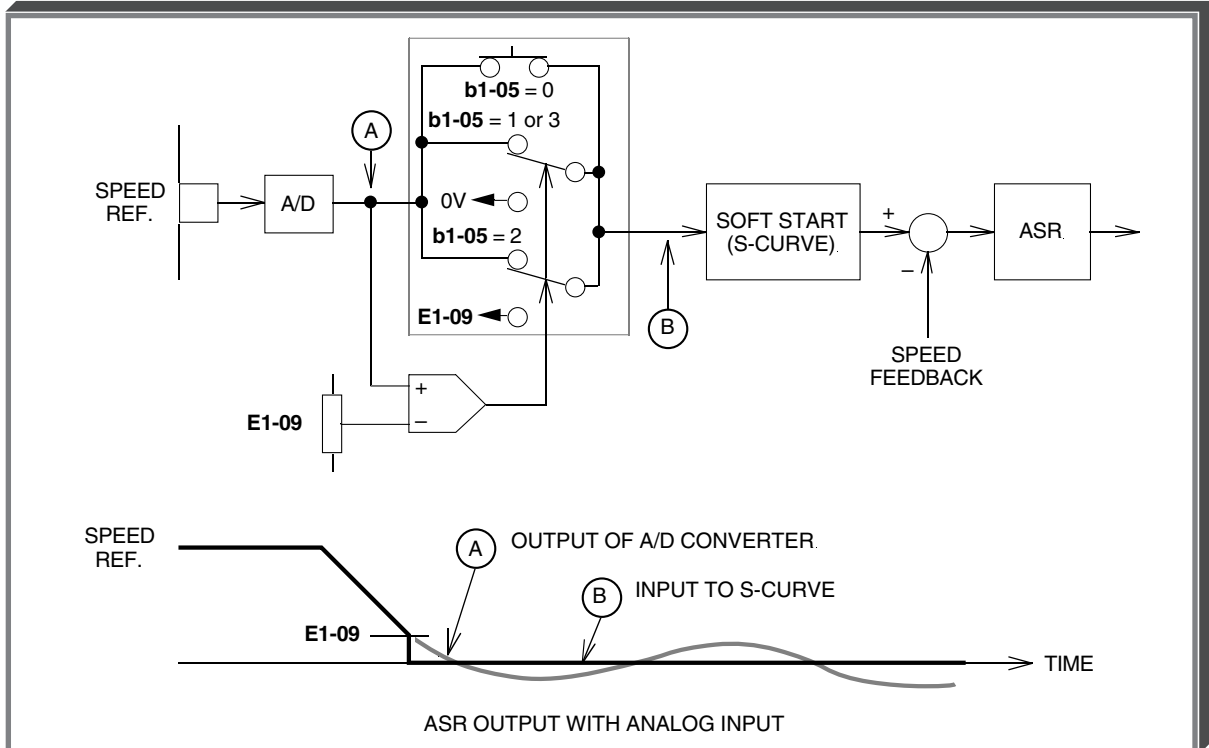 b1-05 = 0
b1-05 = 1 or 3
A
SPEED
REF.
A/D
0V
b1-05 = 2
SOFT START
(S-CURVE)
+
–
ASR
E1-09
B
SPEED
FEEDBACK
+
–
E1-09
SPEED
REF.
A
OUTPUT OF A/D CONVERTER
B
INPUT TO S-CURVE
E1-09
TIME
ASR OUTPUT WITH ANALOG INPUT